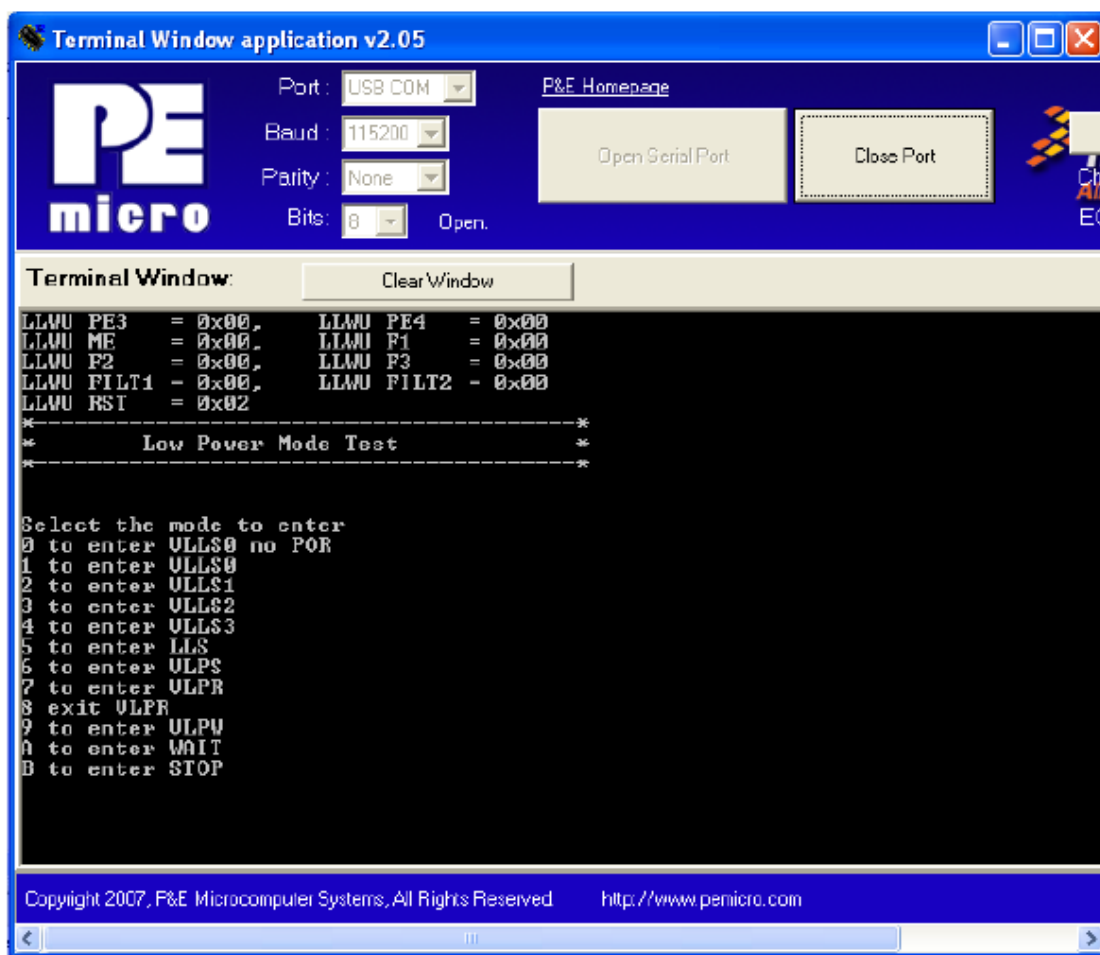 Terminal Window application v2.05
PE
micro
Port : USB COM
Baud : 115200
Parity : None
Bits: 8 Open.
P&E Homepage
Open Serial Port
Close Port
Terminal Window:
Clear Window
LLWU PE3 = 0x00, LLWU PE4 = 0x00
LLWU ME = 0x00, LLWU F1 = 0x00
LLWU F2 = 0x00, LLWU F3 = 0x00
LLWU FILT1 = 0x00, LLWU FILT2 = 0x00
LLWU RST = 0x02
*-----------------------------------------*
* Low Power Mode Test *
*-----------------------------------------*
Select the mode to enter
0 to enter VLLS0 no POR
1 to enter VLLS0
2 to enter VLLS1
3 to enter VLLS2
4 to enter VLLS3
5 to enter LLS
6 to enter VLPS
7 to enter VLPR
8 exit VLPR
9 to enter VLPW
A to enter WAIT
B to enter STOP
Copyright 2007, P&E Microcomputer Systems, All Rights Reserved. http://www.pemicro.com